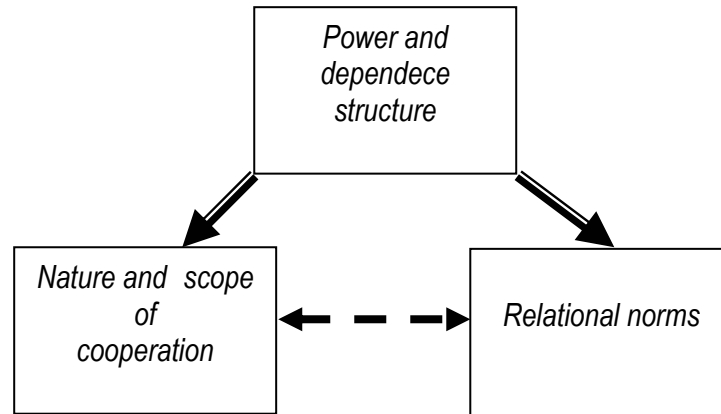 Power and
dependece
structure
Nature and scope
of
cooperation
Relational norms